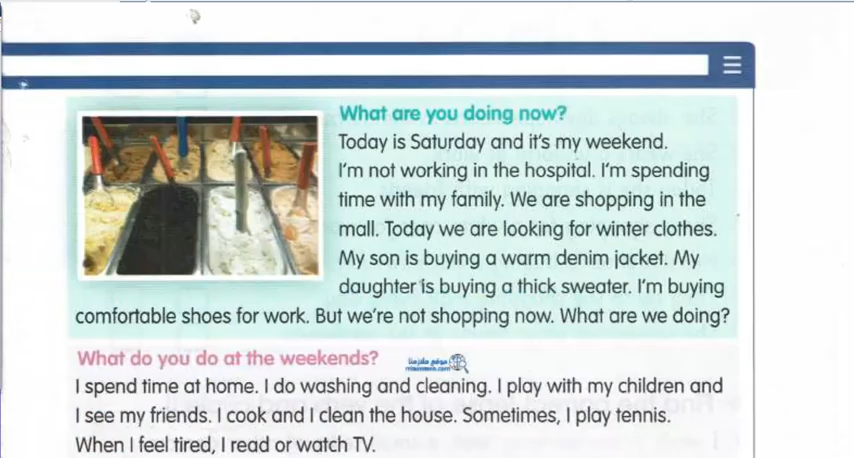 What are you doing now?
Today is Saturday and it's my weekend.
I'm not working in the hospital. I'm spending
time with my family. We are shopping in the
mall. Today we are looking for winter clothes.
My son is buying a warm denim jacket. My
daughter is buying a thick sweater. I'm buying
comfortable shoes for work. But we're not shopping now. What are we doing?
What do you do at the weekends?
موقع ملازمنا
mlazemna.com
I spend time at home. I do washing and cleaning. I play with my children and
I see my friends. I cook and I clean the house. Sometimes, I play tennis.
When I feel tired, I read or watch TV.